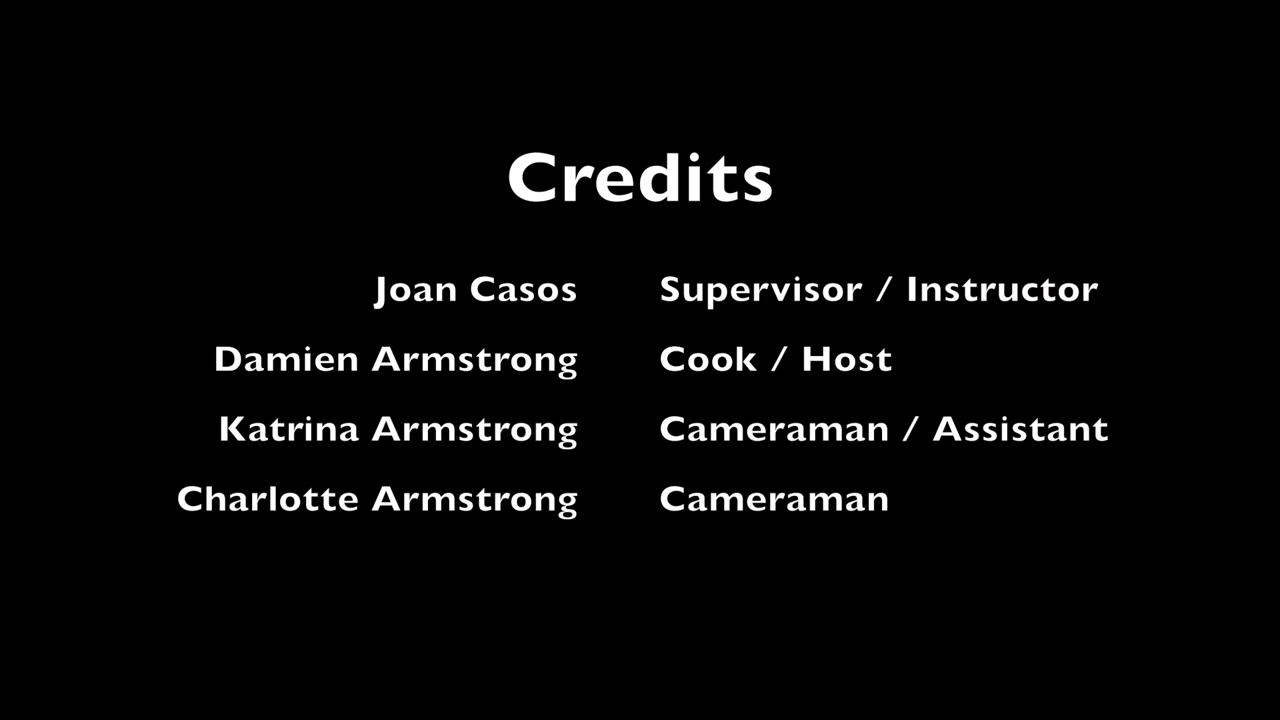 Credits
Joan Casos Supervisor / Instructor
Damien Armstrong Cook / Host
Katrina Armstrong Cameraman / Assistant
Charlotte Armstrong Cameraman